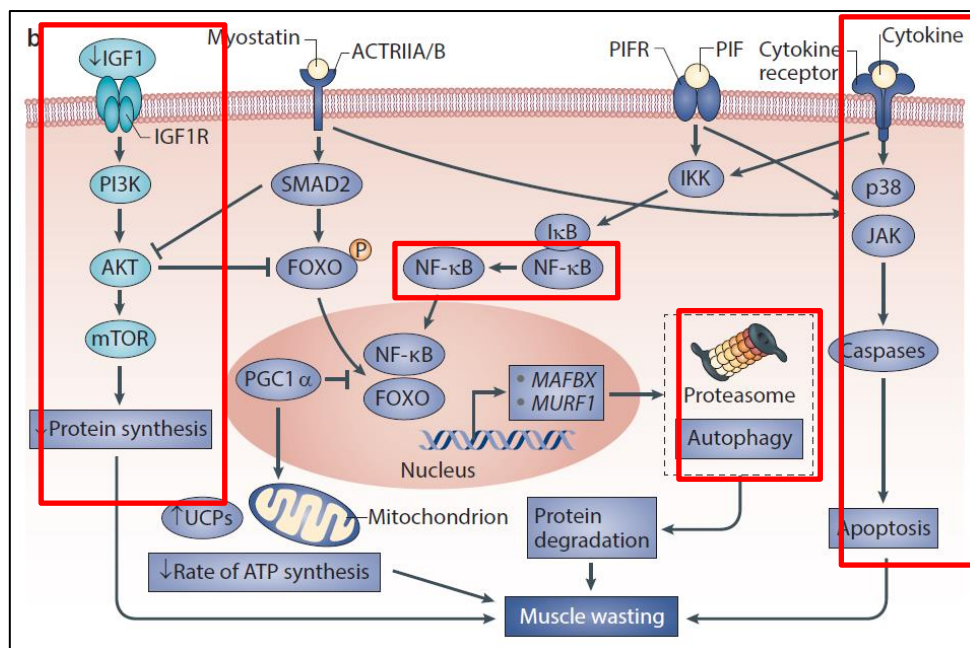 b
↓IGF1
IGF1R
PI3K
AKT
mTOR
↓Protein synthesis
Myostatin
ACTRIIA/B
SMAD2
FOXO
P
PIFR
PIF
IKK
IκB
NF-κB
NF-κB
Cytokine
Cytokine
receptor
p38
JAK
Caspases
Apoptosis
PGC1α
NF-κB
FOXO
• MAFBX
• MURF1
Nucleus
Proteasome
Autophagy
↑UCPs
Mitochondrion
↓Rate of ATP synthesis
Protein
degradation
Muscle wasting